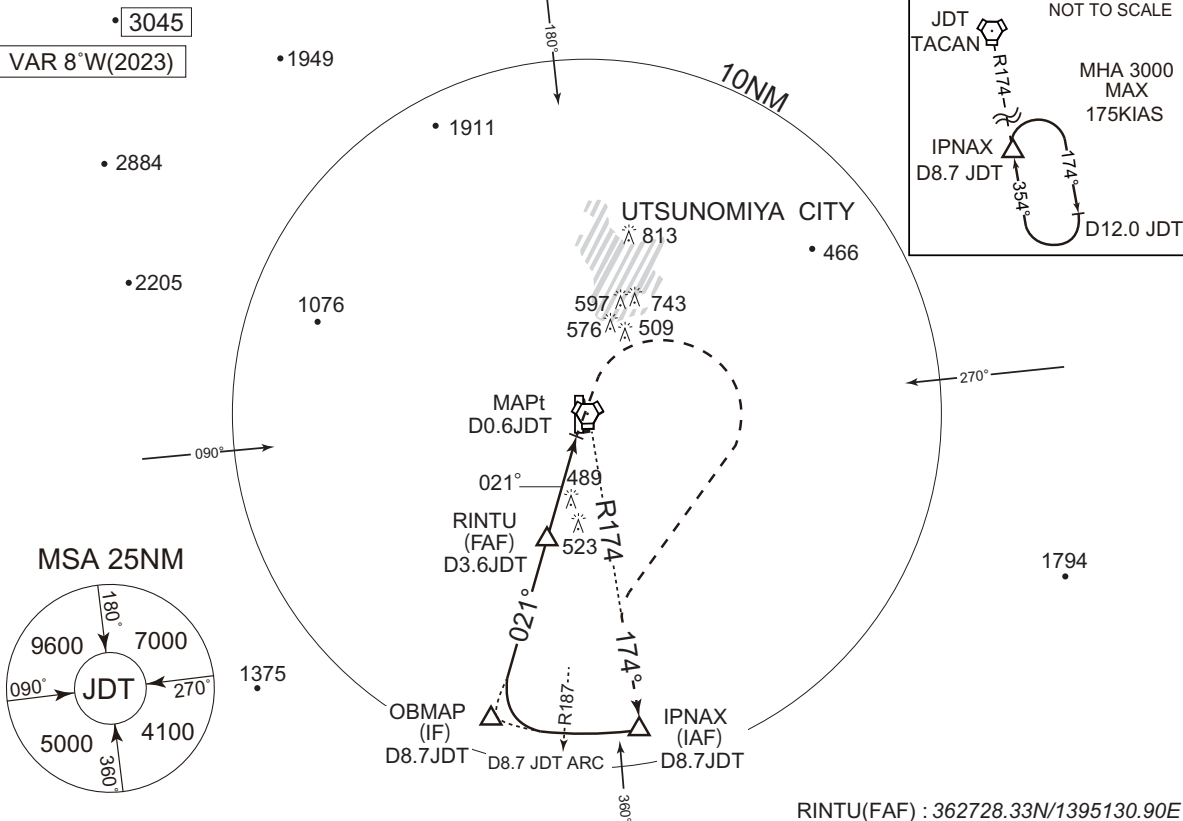 3045
VAR 8°W(2023)
1949
180°
10NM
1911
2884
UTSUNOMIYA CITY
813
466
2205
1076
597
743
576
509
MAPt
D0.6JDT
270°
090°
021°
489
RINTU
(FAF)
D3.6JDT
523
R174
174°
021°
1794
1375
MSA 25NM
180°
9600
7000
090°
JDT
270°
5000
4100
360°
OBMAP
(IF)
D8.7JDT
R187
D8.7 JDT ARC
IPNAX
(IAF)
D8.7JDT
360°
NOT TO SCALE
JDT
TACAN
R174
MHA 3000
MAX
175KIAS
IPNAX
D8.7 JDT
174°
354°
D12.0 JDT
RINTU(FAF) : 362728.33N/1395130.90E